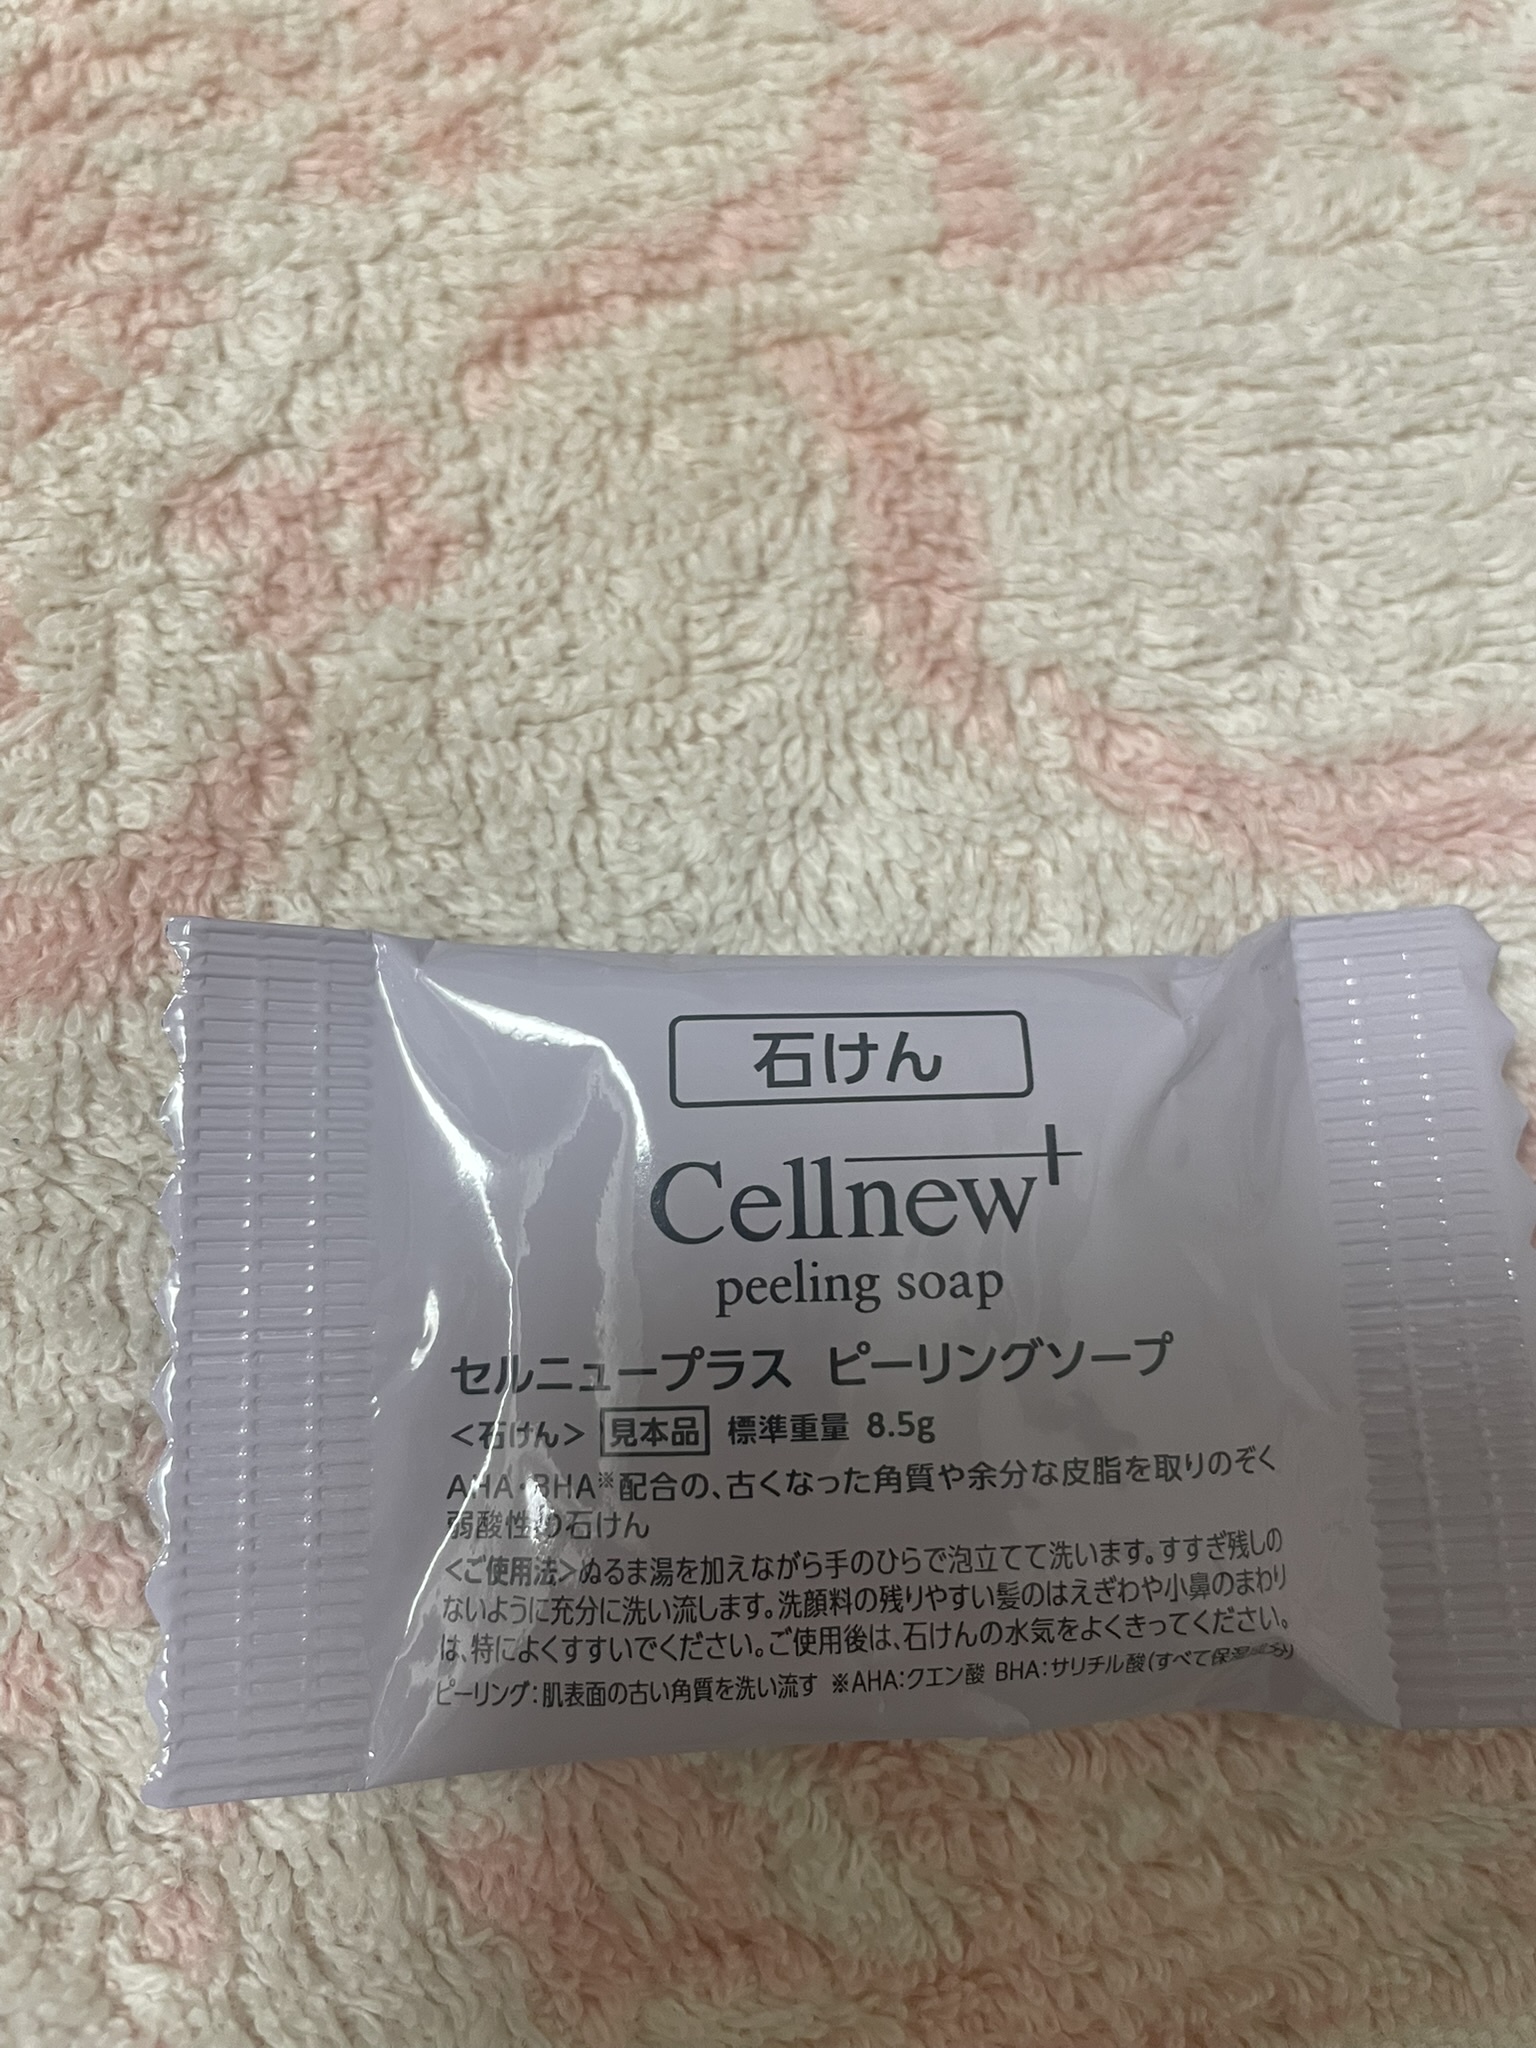 石けん
Cellnew+
peeling soap
セルニュープラス ピーリングソープ
<石けん> 見本品 標準重量 8.5g
AHA・BHA※配合の、古くなった角質や余分な皮脂を取りのぞく
弱酸性の石けん
<ご使用法>ぬるま湯を加えながら手のひらで泡立てて洗います。すすぎ残しの
ないように充分に洗い流します。洗顔料の残りやすい髪のはえぎわや小鼻のまわり
は、特によくすすいでください。ご使用後は、石けんの水気をよくきってください。
ピーリング：肌表面の古い角質を洗い流す ※AHA：クエン酸 BHA：サリチル酸(すべて保湿